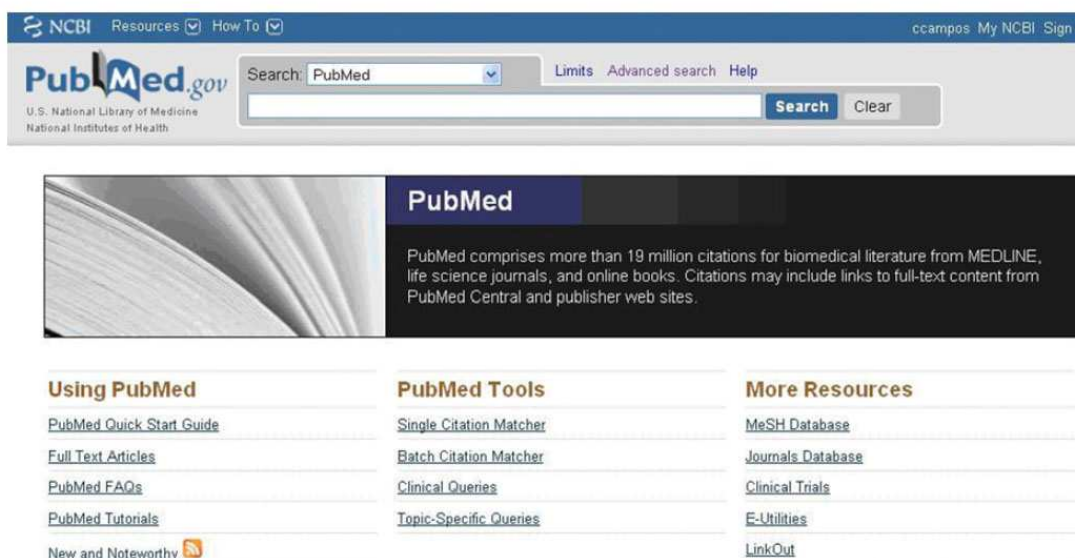 NCBI Resources How To ccampos My NCBI Sign
PubMed.gov
U.S. National Library of Medicine
National Institutes of Health
Search: PubMed
Limits Advanced search Help
Search Clear
PubMed
PubMed comprises more than 19 million citations for biomedical literature from MEDLINE,
life science journals, and online books. Citations may include links to full-text content from
PubMed Central and publisher web sites.
Using PubMed
PubMed Quick Start Guide
Full Text Articles
PubMed FAQs
PubMed Tutorials
New and Noteworthy
PubMed Tools
Single Citation Matcher
Batch Citation Matcher
Clinical Queries
Topic-Specific Queries
More Resources
MeSH Database
Journals Database
Clinical Trials
E-Utilities
LinkOut